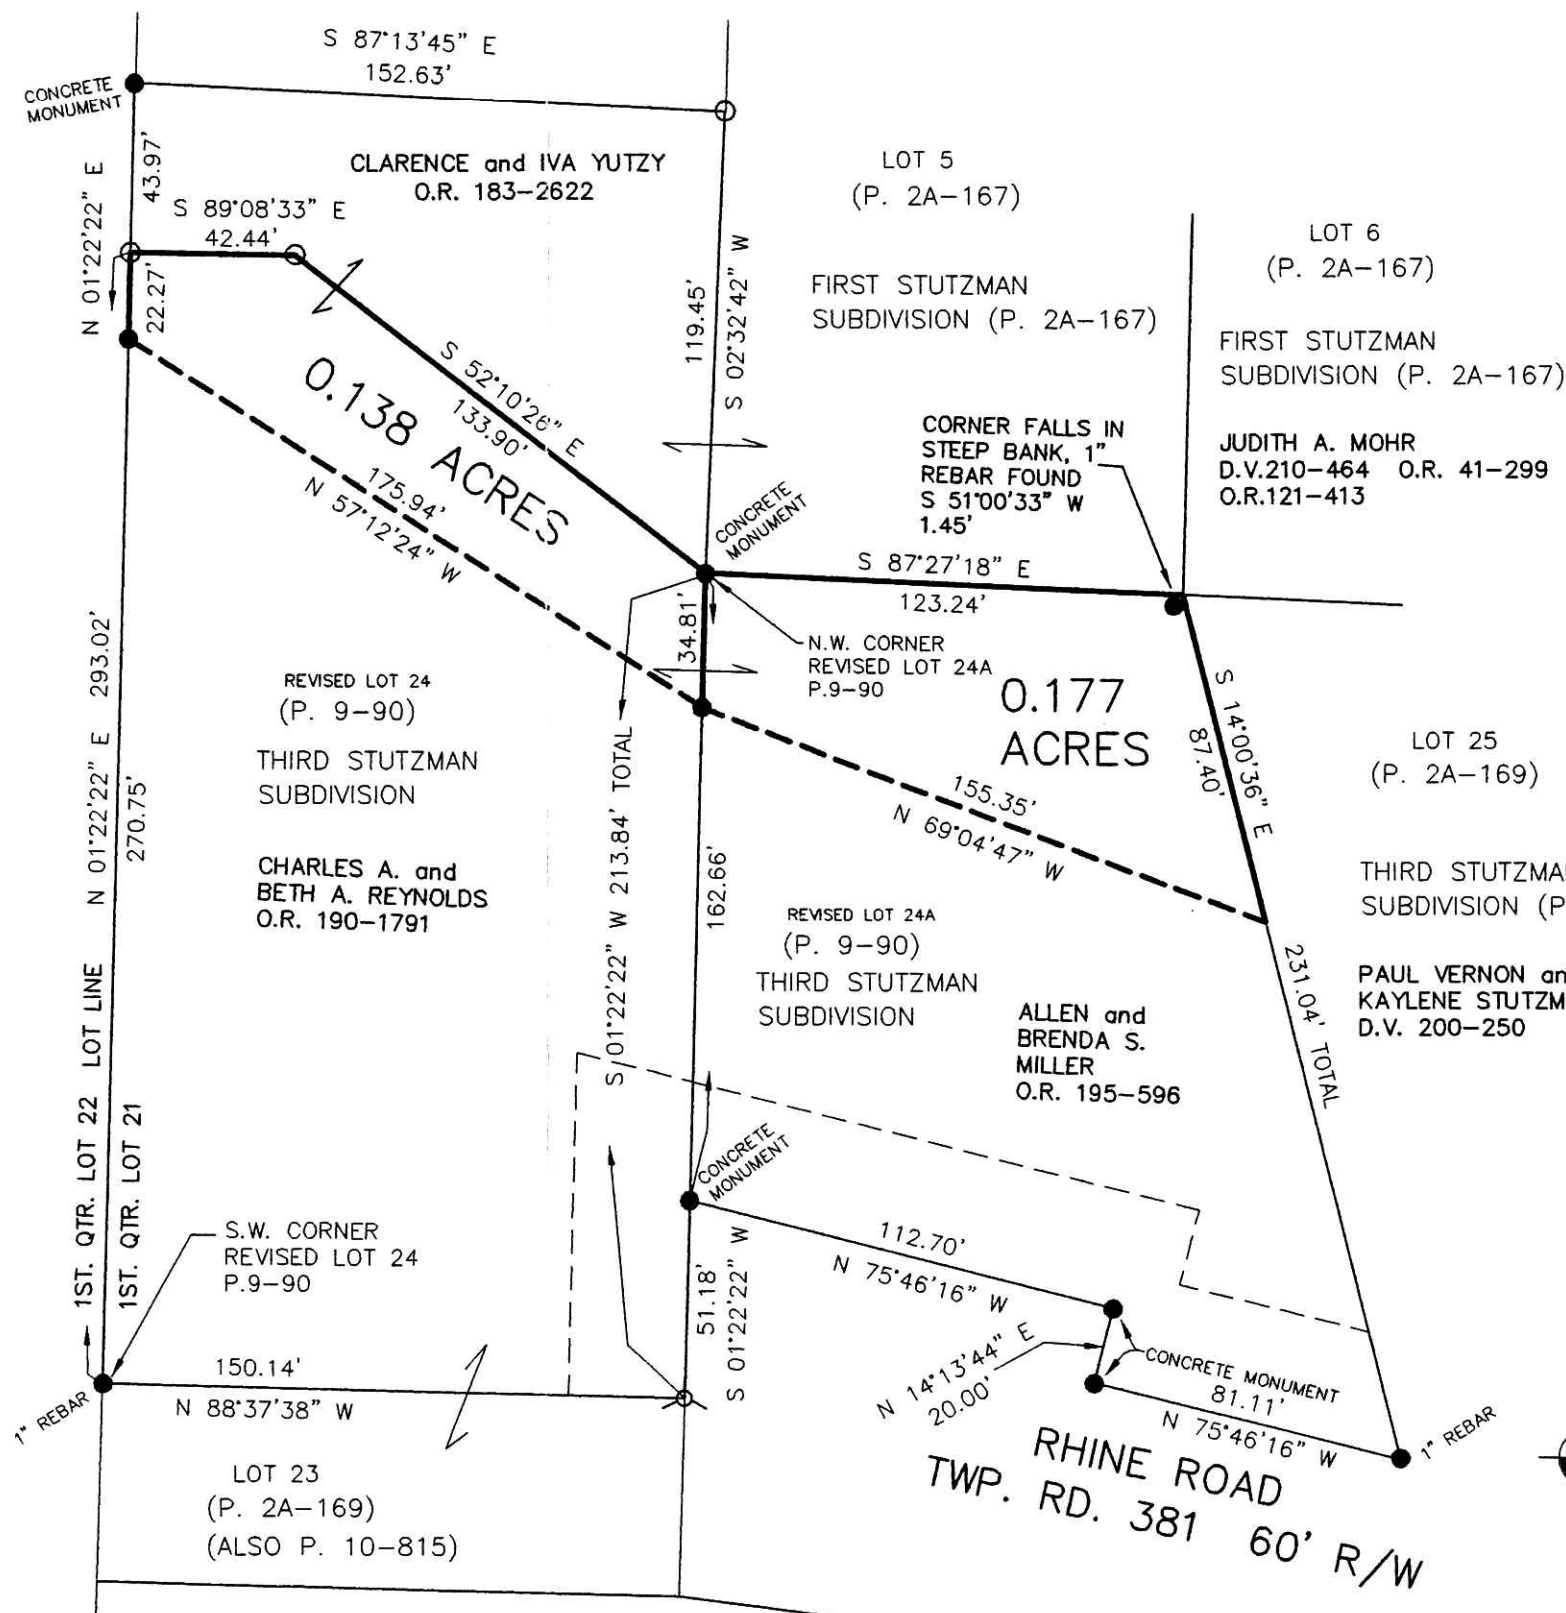 S 87°13'45" E
152.63'
CONCRETE
MONUMENT
43.97'
N 01°22'22" E
CLARENCE and IVA YUTZY
O.R. 183-2622
S 89°08'33" E
42.44'
22.27'
S 52°10'26" E
133.90'
0.138 ACRES
175.94'
N 57°12'24" W
119.45'
S 02°32'42" W
LOT 5
(P. 2A-167)
FIRST STUTZMAN
SUBDIVISION (P. 2A-167)
LOT 6
(P. 2A-167)
FIRST STUTZMAN
SUBDIVISION (P. 2A-167)
JUDITH A. MOHR
D.V.210-464 O.R. 41-299
O.R.121-413
CORNER FALLS IN
STEEP BANK, 1"
REBAR FOUND
S 51°00'33" W
1.45'
CONCRETE
MONUMENT
S 87°27'18" E
123.24'
34.81'
N.W. CORNER
REVISED LOT 24A
P.9-90
0.177
ACRES
S 14°00'36" E
87.40'
155.35'
N 69°04'47" W
LOT 25
(P. 2A-169)
THIRD STUTZMA
SUBDIVISION (P
PAUL VERNON an
KAYLENE STUTZM
D.V. 200-250
231.04' TOTAL
N 01°22'22" E 293.02'
270.75'
REVISED LOT 24
(P. 9-90)
THIRD STUTZMAN
SUBDIVISION
CHARLES A. and
BETH A. REYNOLDS
O.R. 190-1791
S 01°22'22" W 213.84' TOTAL
162.66'
REVISED LOT 24A
(P. 9-90)
THIRD STUTZMAN
SUBDIVISION
ALLEN and
BRENDA S.
MILLER
O.R. 195-596
1ST. QTR. LOT 22 LOT LINE
1ST. QTR. LOT 21
S.W. CORNER
REVISED LOT 24
P.9-90
CONCRETE
MONUMENT
51.18'
S 01°22'22" W
112.70'
N 75°46'16" W
N 14°13'44" E
20.00'
CONCRETE MONUMENT
81.11'
N 75°46'16" W
1" REBAR
150.14'
N 88°37'38" W
1" REBAR
LOT 23
(P. 2A-169)
(ALSO P. 10-815)
RHINE ROAD
TWP. RD. 381 60' R/W